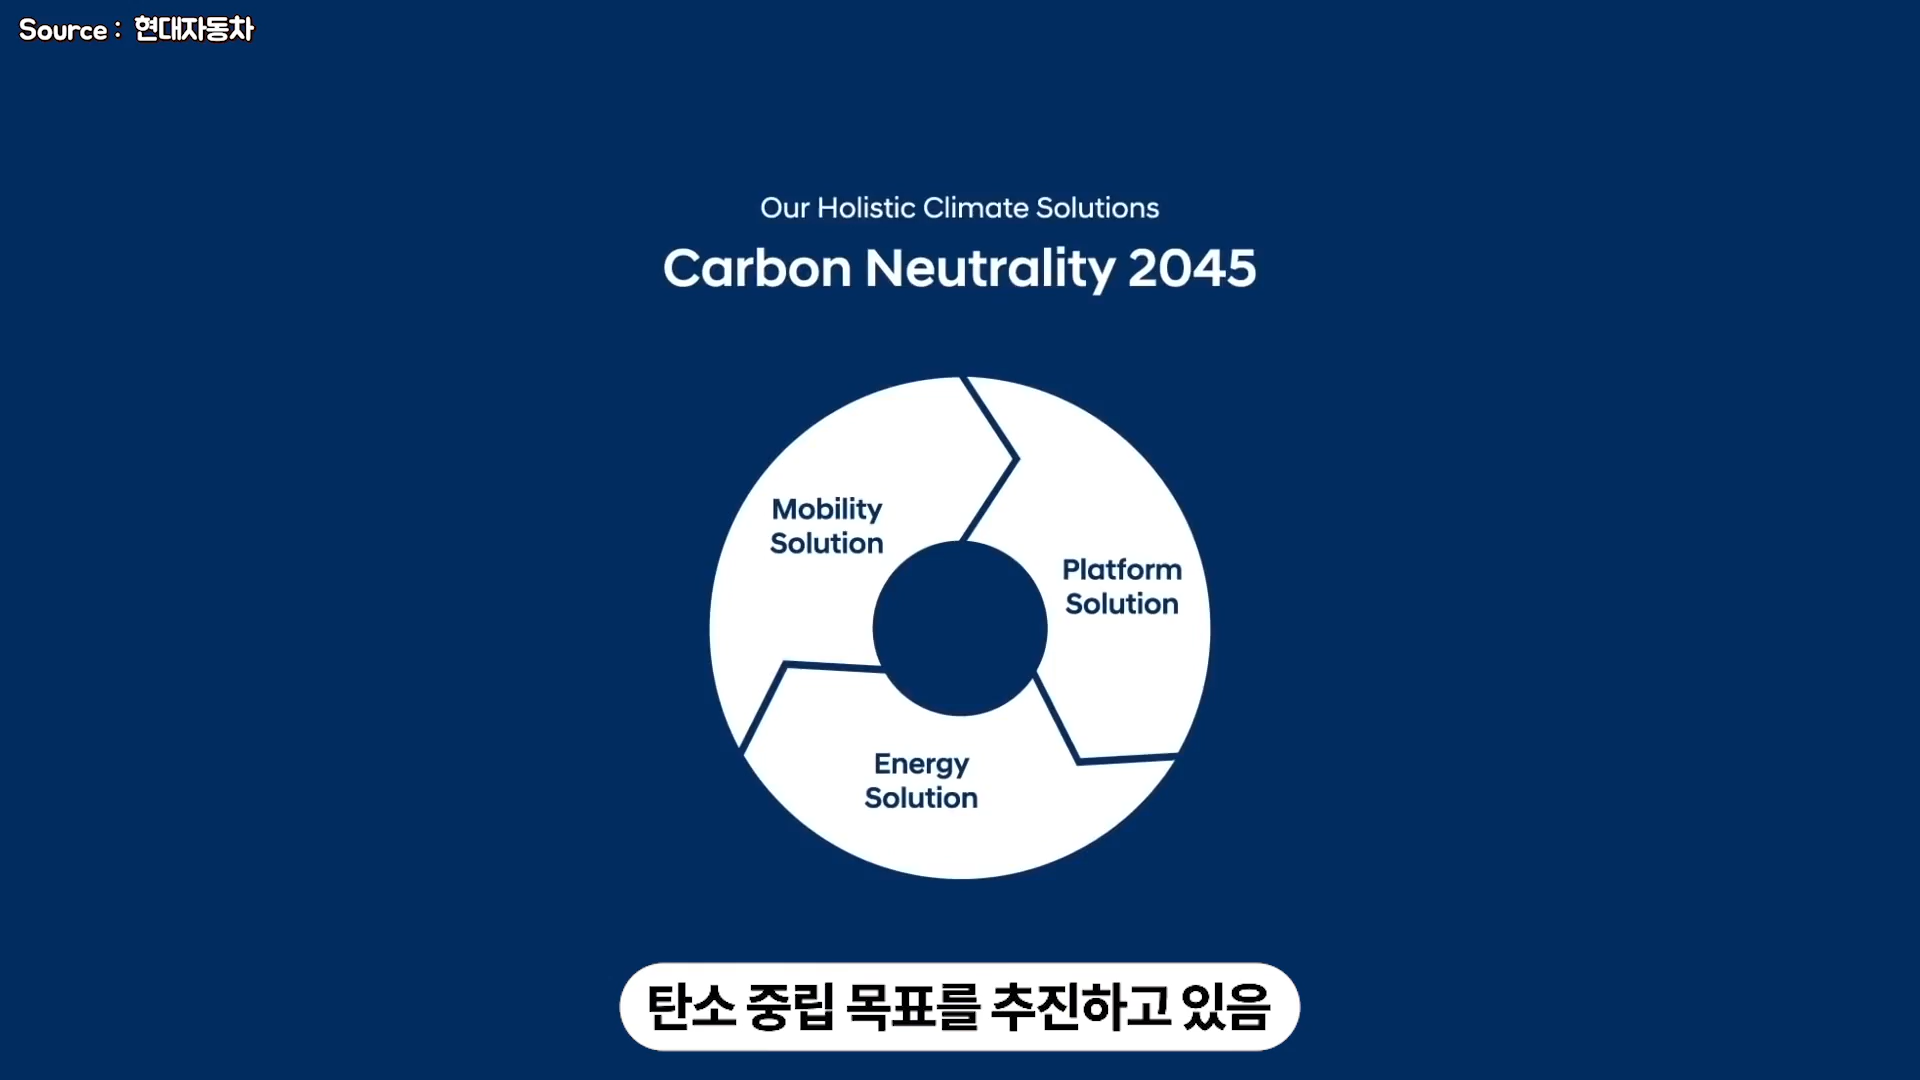 Source : 현대자동차
Our Holistic Climate Solutions
Carbon Neutrality 2045
Mobility
Solution
Platform
Solution
Energy
Solution
탄소 중립 목표를 추진하고 있음